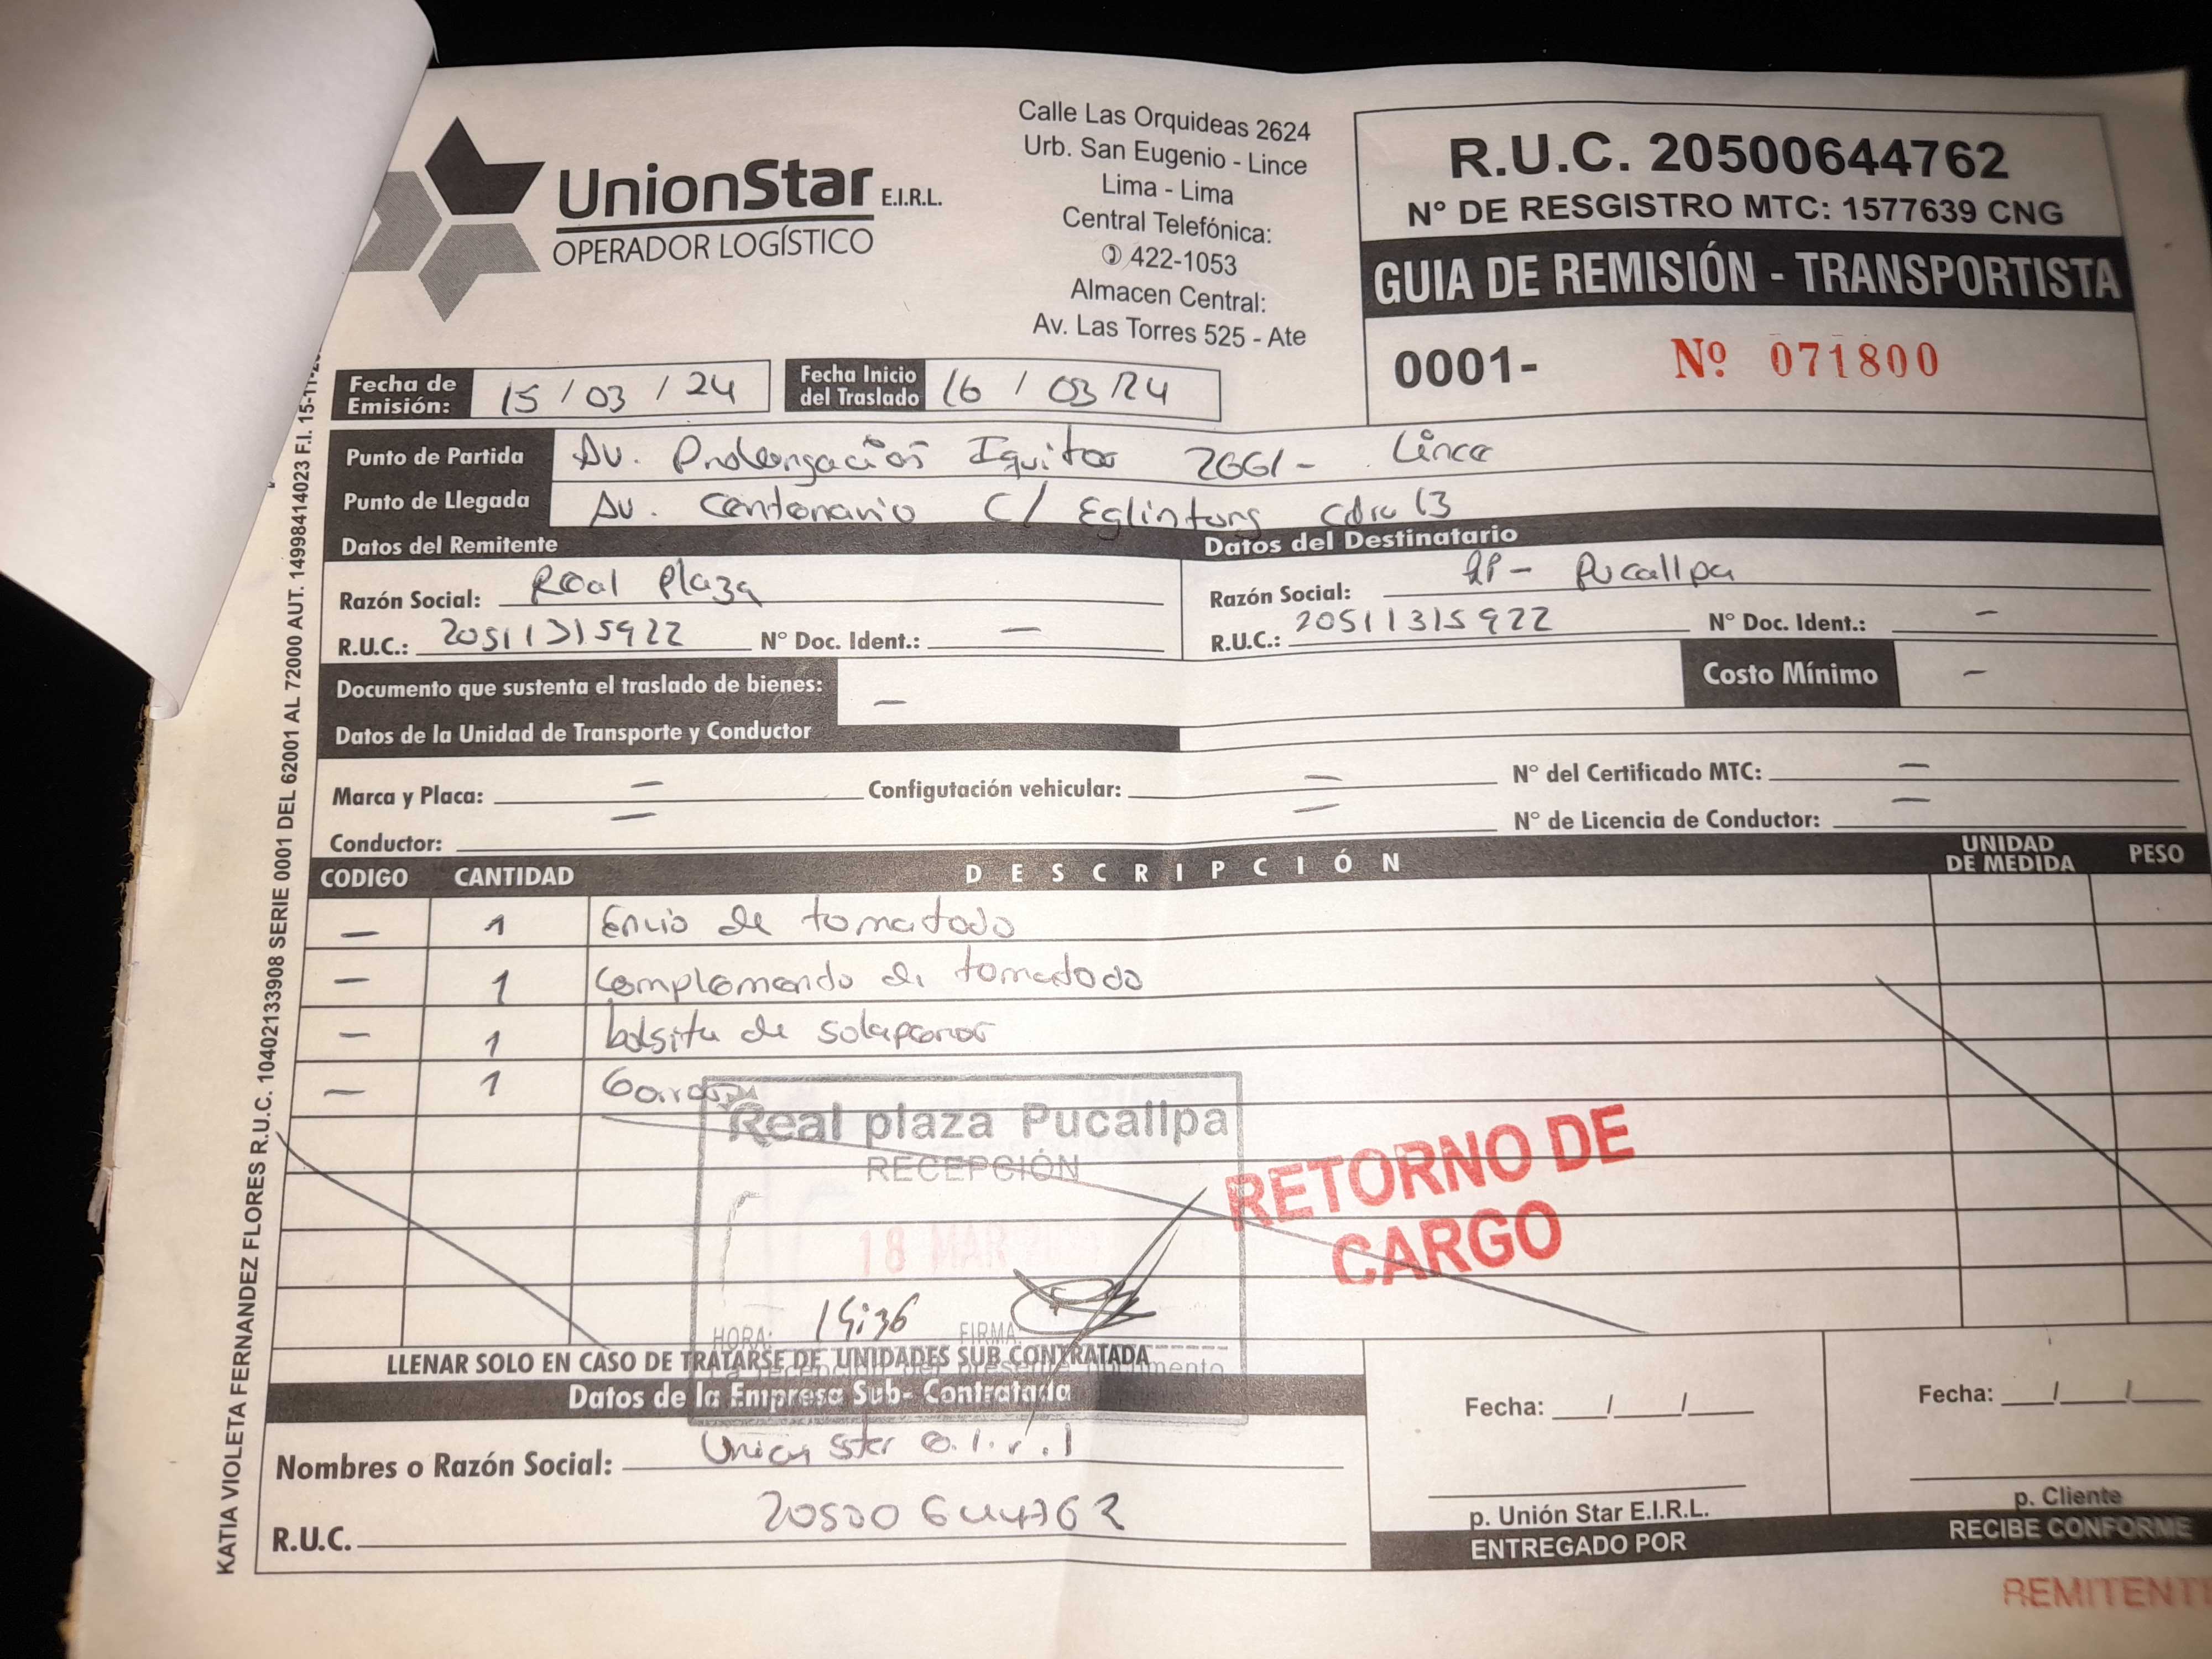 UnionStar E.I.R.L.
OPERADOR LOGÍSTICO
Calle Las Orquideas 2624
Urb. San Eugenio - Lince
Lima - Lima
Central Telefónica:
422-1053
Almacen Central:
Av. Las Torres 525 - Ate
R.U.C. 20500644762
N° DE RESGISTRO MTC: 1577639 CNG
GUIA DE REMISIÓN - TRANSPORTISTA
0001- Nº 071800
Fecha de Emisión: 15 / 03 / 24
Fecha Inicio del Traslado 16 / 03 / 24
Punto de Partida Av. Prolongación Iquitos 2661 - Lince
Punto de Llegada Av. Centenario C/ Eglinton cdra 13
Datos del Remitente
Razón Social: Real Plaza
R.U.C.: 20511315922 N° Doc. Ident.: —
Datos del Destinatario
Razón Social: RP - Pucallpa
R.U.C.: 20511315922 N° Doc. Ident.: —
Documento que sustenta el traslado de bienes: —
Costo Mínimo —
Datos de la Unidad de Transporte y Conductor
Marca y Placa: — Configutación vehicular: — N° del Certificado MTC: —
Conductor: — N° de Licencia de Conductor: —
CODIGO CANTIDAD DESCRIPCIÓN UNIDAD DE MEDIDA PESO
— 1 Envio de tomatodo
— 1 complemendo de tomatodo
— 1 bolsita de
— 1
Real plaza Pucallpa
RECEPCIÓN
18 MAR
HORA: 15:36 FIRMA:
RETORNO DE
CARGO
LLENAR SOLO EN CASO DE TRATARSE DE UNIDADES SUB CONTRATADA
Datos de la Empresa Sub- Contratada
Nombres o Razón Social: Union Star e.i.r.l
R.U.C. 20500644762
Fecha: __/__/__
p. Unión Star E.I.R.L.
ENTREGADO POR
Fecha: __/__/__
p. Cliente
RECIBE CONFORME
REMITENTE
KATIA VIOLETA FERNANDEZ FLORES R.U.C. 10402133908 SERIE 0001 DEL 62001 AL 72000 AUT. 14998414023 F.I. 15-11-